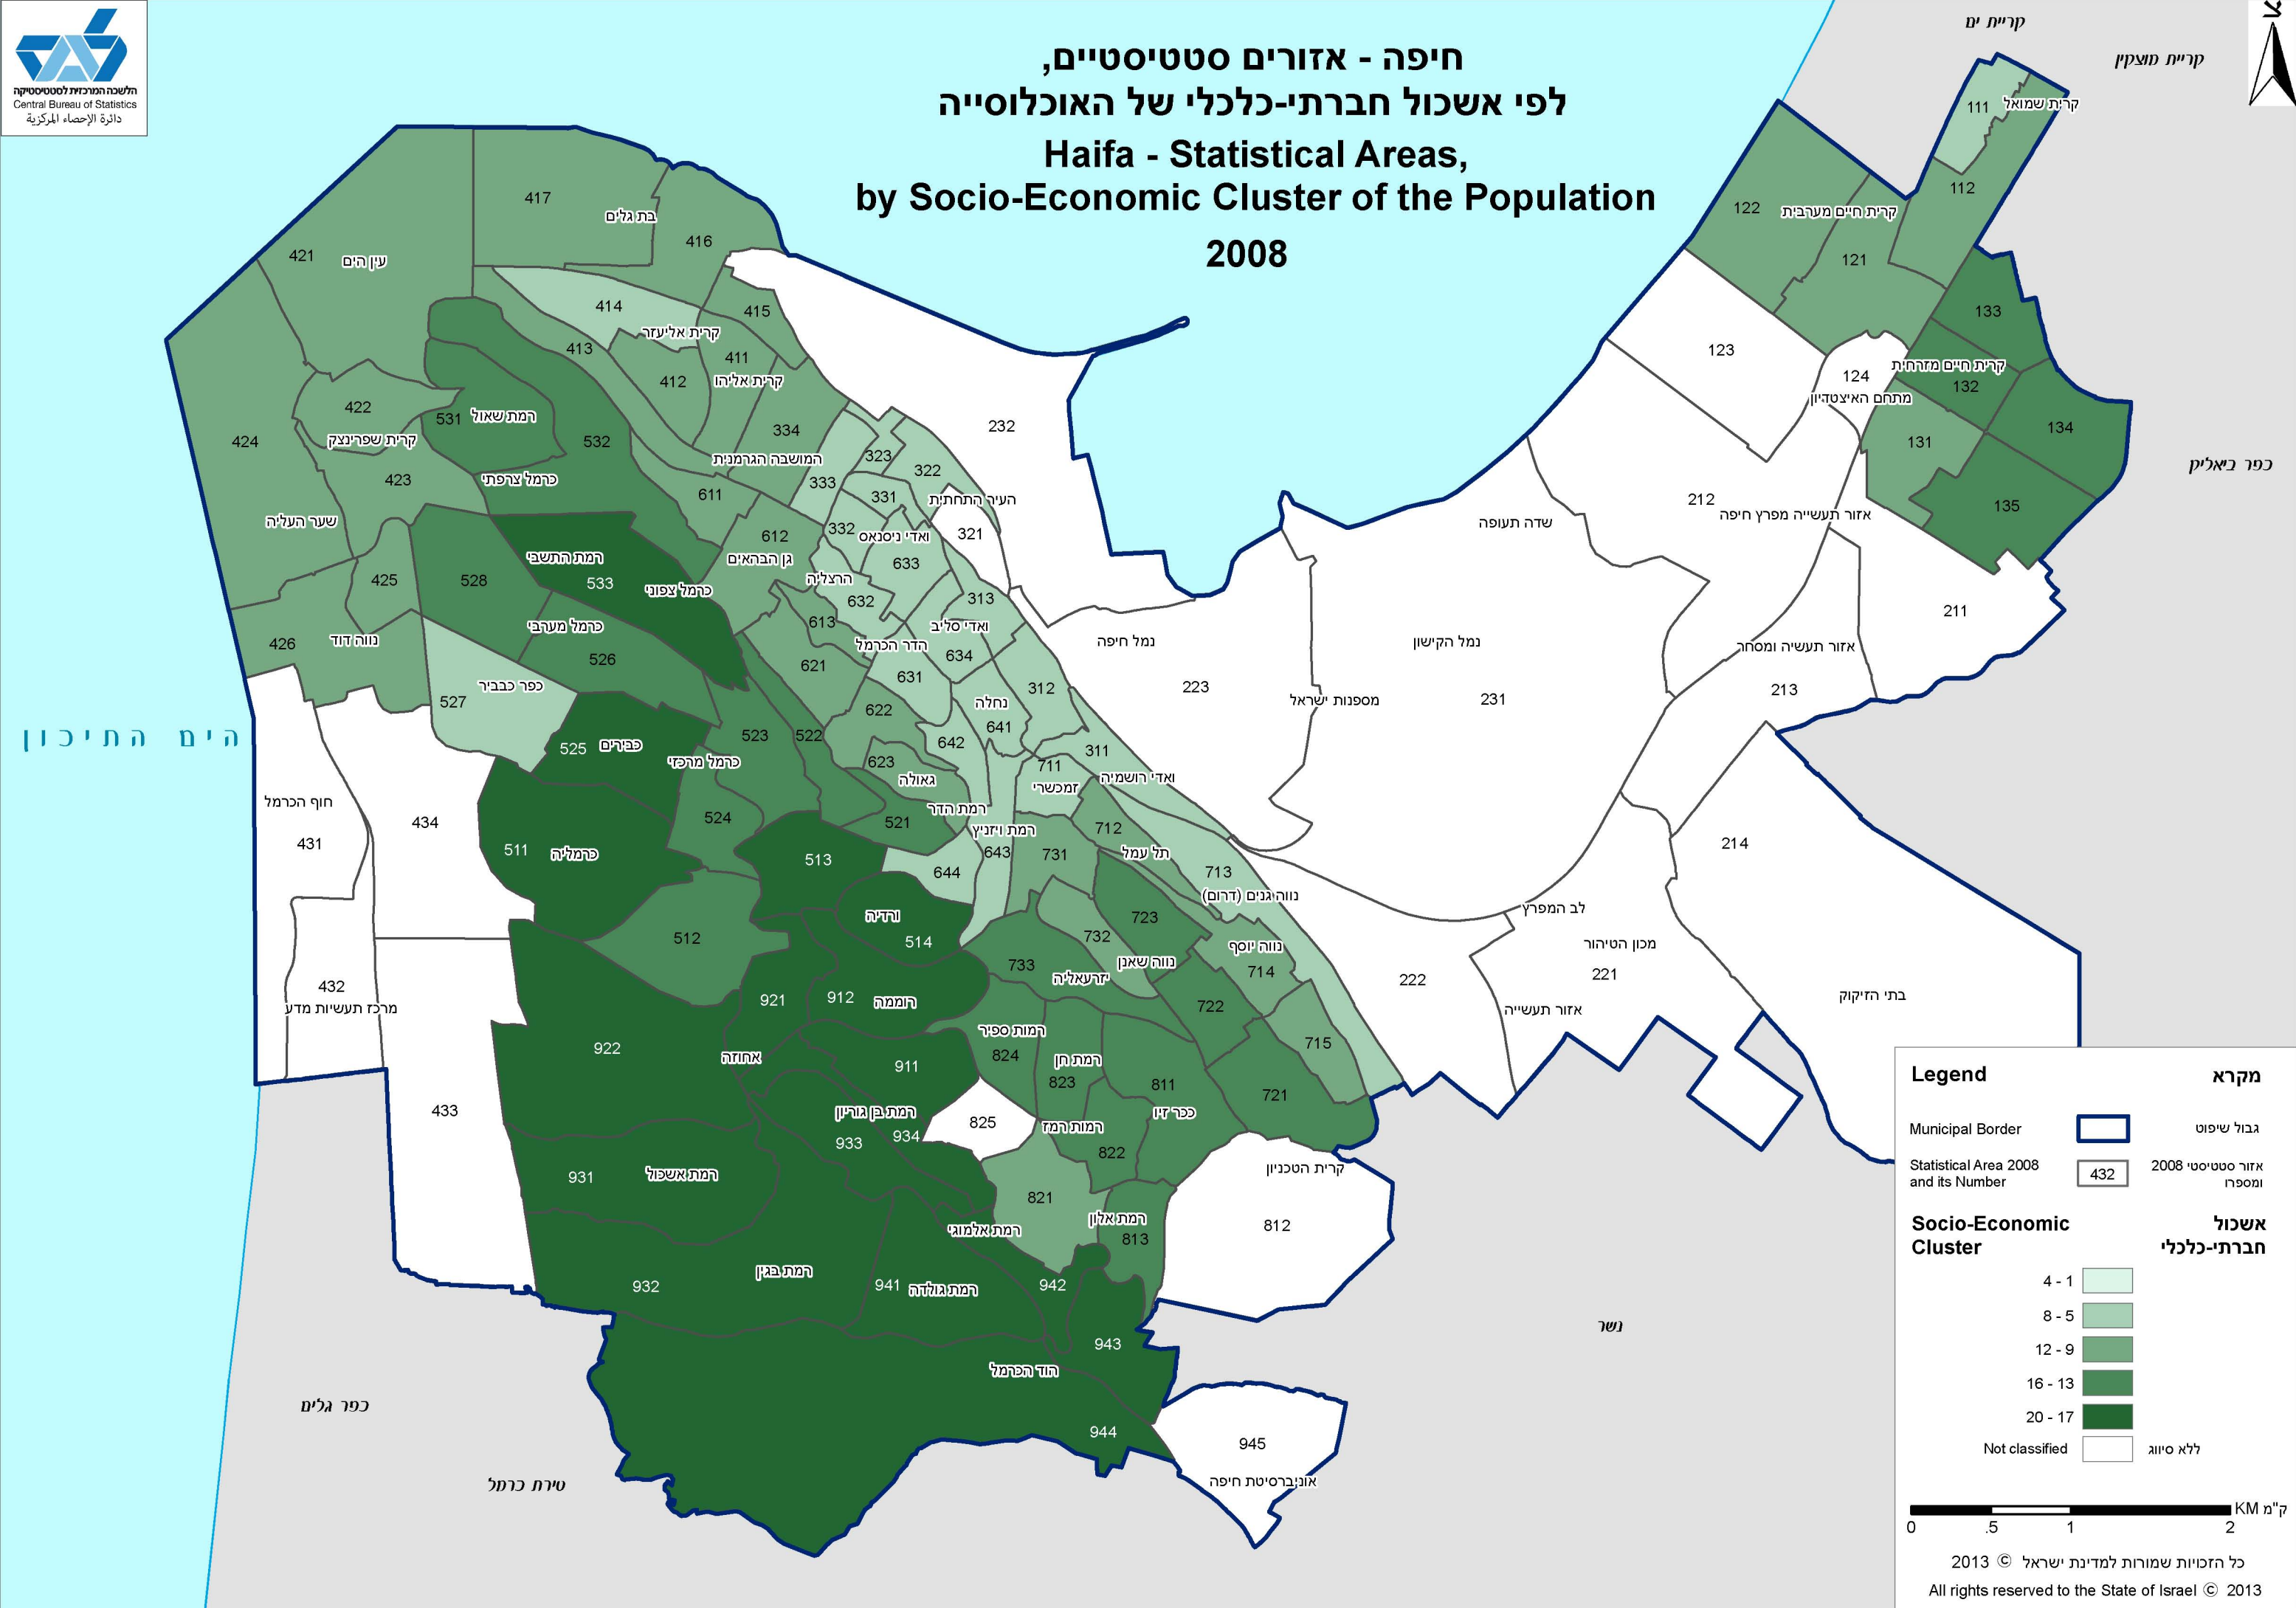 הלשכה המרכזית לסטטיסטיקה
Central Bureau of Statistics
دائرة الإحصاء المركزية
חיפה - אזורים סטטיסטיים,
לפי אשכול חברתי-כלכלי של האוכלוסייה
Haifa - Statistical Areas,
by Socio-Economic Cluster of the Population
2008
קריית ים
קריית מוצקין
צ
קרית שמואל
111
112
122
קרית חיים מערבית
121
133
123
124
קרית חיים מזרחית
132
מתחם האיצטדיון
134
131
135
כפר ביאליק
417
בת גלים
416
421
עין הים
414
415
קרית אליעזר
413
411
412
קרית אליהו
422
531
רמת שאול
532
334
232
424
קרית שפרינצק
423
כרמל צרפתי
המושבה הגרמנית
323
322
333
331
העיר התחתית
611
שער העליה
332
ואדי ניסנאס
321
612
גן הבהאים
633
רמת התשבי
533
כרמל צפוני
425
528
הרצליה
632
313
כרמל מערבי
613
ואדי סליב
426
נווה דוד
526
הדר הכרמל
634
621
631
כפר כבביר
527
312
נחלה
622
641
525
כבירים
523
522
642
311
כרמל מרכזי
623
גאולה
711
ואדי רושמיה
זמכשרי
הים התיכון
שדה תעופה
212
אזור תעשייה מפרץ חיפה
211
נמל חיפה
נמל הקישון
אזור תעשיה ומסחר
223
מספנות ישראל
231
213
214
חוף הכרמל
431
434
524
רמת הדר
521
רמת ויזניץ
712
511
כרמליה
513
643
731
תל עמל
644
713
נווה גנים (דרום)
ורדיה
514
723
512
732
נווה יוסף
לב המפרץ
מכון הטיהור
221
733
יזרעאליה
נווה שאנן
714
222
432
מרכז תעשיות מדע
921
912
רוממה
722
אזור תעשייה
בתי הזיקוק
922
אחוזה
רמות ספיר
824
רמת חן
823
715
911
811
721
433
רמת בן גוריון
933
934
825
רמות רמז
ככר זיו
822
931
רמת אשכול
קרית הטכניון
821
רמת אלמוגי
רמת אלון
813
812
932
רמת בגין
941
רמת גולדה
942
943
נשר
הוד הכרמל
944
945
אוניברסיטת חיפה
כפר גלים
טירת כרמל
Legend מקרא
Municipal Border גבול שיפוט
Statistical Area 2008 אזור סטטיסטי 2008
and its Number 432 ומספרו
Socio-Economic אשכול
Cluster חברתי-כלכלי
4 - 1
8 - 5
12 - 9
16 - 13
20 - 17
Not classified ללא סיווג
KM ק"מ
0 .5 1 2
כל הזכויות שמורות למדינת ישראל © 2013
All rights reserved to the State of Israel © 2013